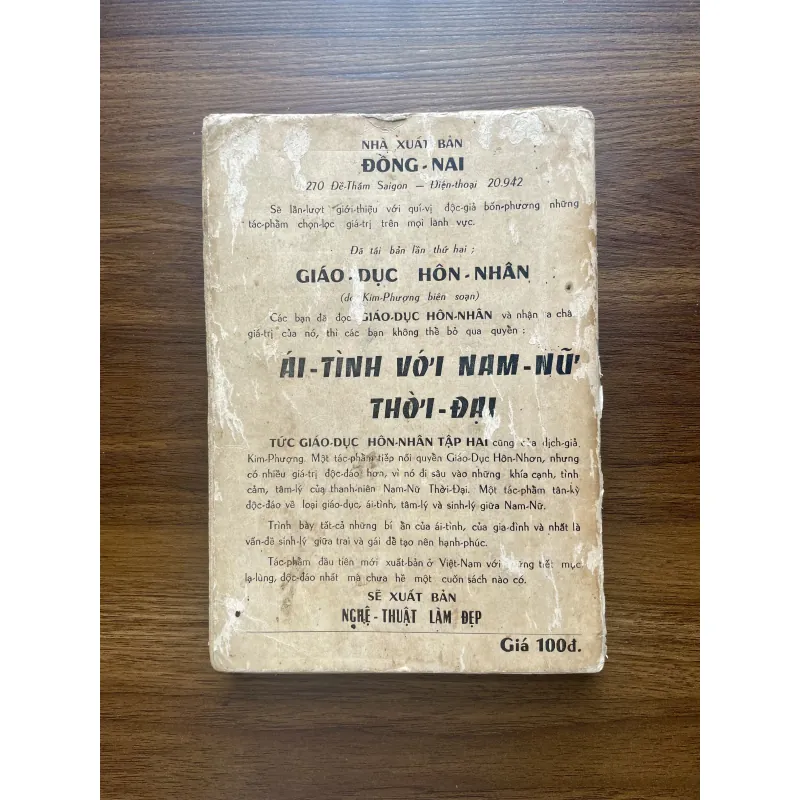 NHÀ XUẤT BẢN
ĐỒNG-NAI
270 Đề-Thám Saigon — Điện-thoại 20.942
Sẽ lần-lượt giới-thiệu với quí-vị độc-giả bốn-phương những
tác-phẩm chọn-lọc giá-trị trên mọi lãnh vực.
Đã tái bản lần thứ hai :
GIÁO-DỤC HÔN-NHÂN
(do Kim-Phượng biên soạn)
Các bạn đã đọc GIÁO-DỤC HÔN-NHÂN và nhận a châ
giá-trị của nó, thì các bạn không thể bỏ qua quyển :
ÁI-TÌNH VỚI NAM-NỮ
THỜI-ĐẠI
TỨC GIÁO-DỤC HÔN-NHÂN TẬP HAI cũng của dịch-giả,
Kim-Phượng. Một tác-phẩm tiếp nối quyển Giáo-Dục Hôn-Nhơn, nhưng
có nhiều giá-trị độc-đáo hơn, vì nó đi sâu vào những khía cạnh, tình
cảm, tâm-lý của thanh-niên Nam-Nữ Thời-Đại. Một tác-phẩm tân-kỳ
độc-đáo về loại giáo-dục, ái-tình, tâm-lý và sinh-lý giữa Nam-Nữ.
Trình bày tất-cả những bí ẩn của ái-tình, của gia-đình và nhất là
vấn-đề sinh-lý giữa trai và gái để tạo nên hạnh-phúc.
Tác-phẩm đầu tiên mới xuất-bản ở Việt-Nam với những tiết mục
lạ-lùng, độc-đáo nhất mà chưa hề một cuốn sách nào có.
SẼ XUẤT BẢN
NGHỆ-THUẬT LÀM ĐẸP
Giá 100đ.